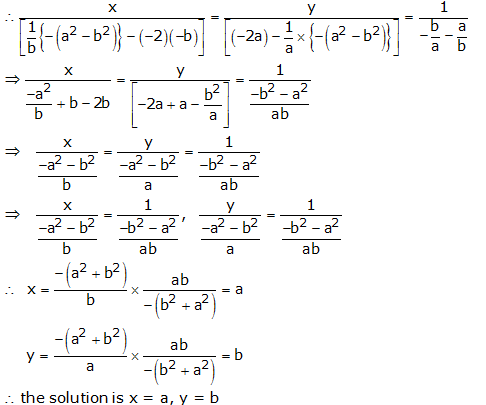 ∴ x / [1/b{-(a² - b²)} - (-2)(-b)] = y / [(-2a) - 1/a × {-(a² - b²)}] = 1 / (-b/a - a/b)
⇒ x / (-a²/b + b - 2b) = y / [-2a + a - b²/a] = 1 / ((-b² - a²)/ab)
⇒ x / ((-a² - b²)/b) = y / ((-a² - b²)/a) = 1 / ((-b² - a²)/ab)
⇒ x / ((-a² - b²)/b) = 1 / ((-b² - a²)/ab), y / ((-a² - b²)/a) = 1 / ((-b² - a²)/ab)
∴ x = -(a² + b²)/b × ab/-(b² + a²) = a
y = -(a² + b²)/a × ab/-(b² + a²) = b
∴ the solution is x = a, y = b